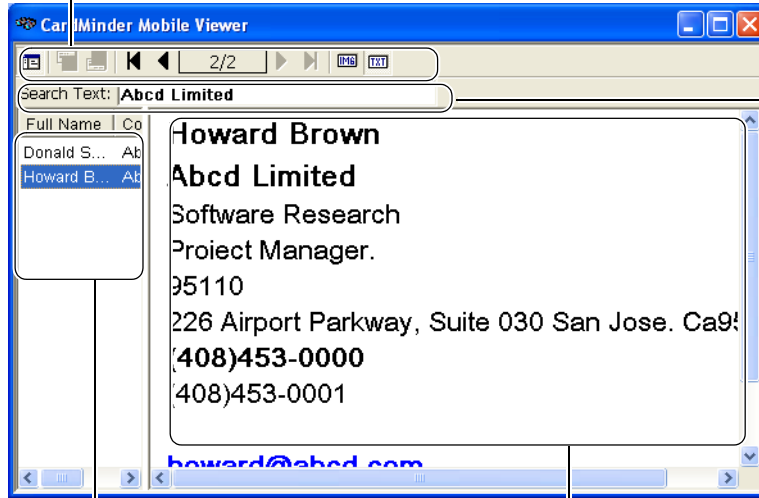 CardMinder Mobile Viewer
2/2 IMG TXT
Search Text: Abcd Limited
Full Name Co
Donald S... Ab
Howard B... Ab
Howard Brown
Abcd Limited
Software Research
Proiect Manager.
95110
226 Airport Parkway, Suite 030 San Jose. Ca95
(408)453-0000
(408)453-0001
howard@abcd.com